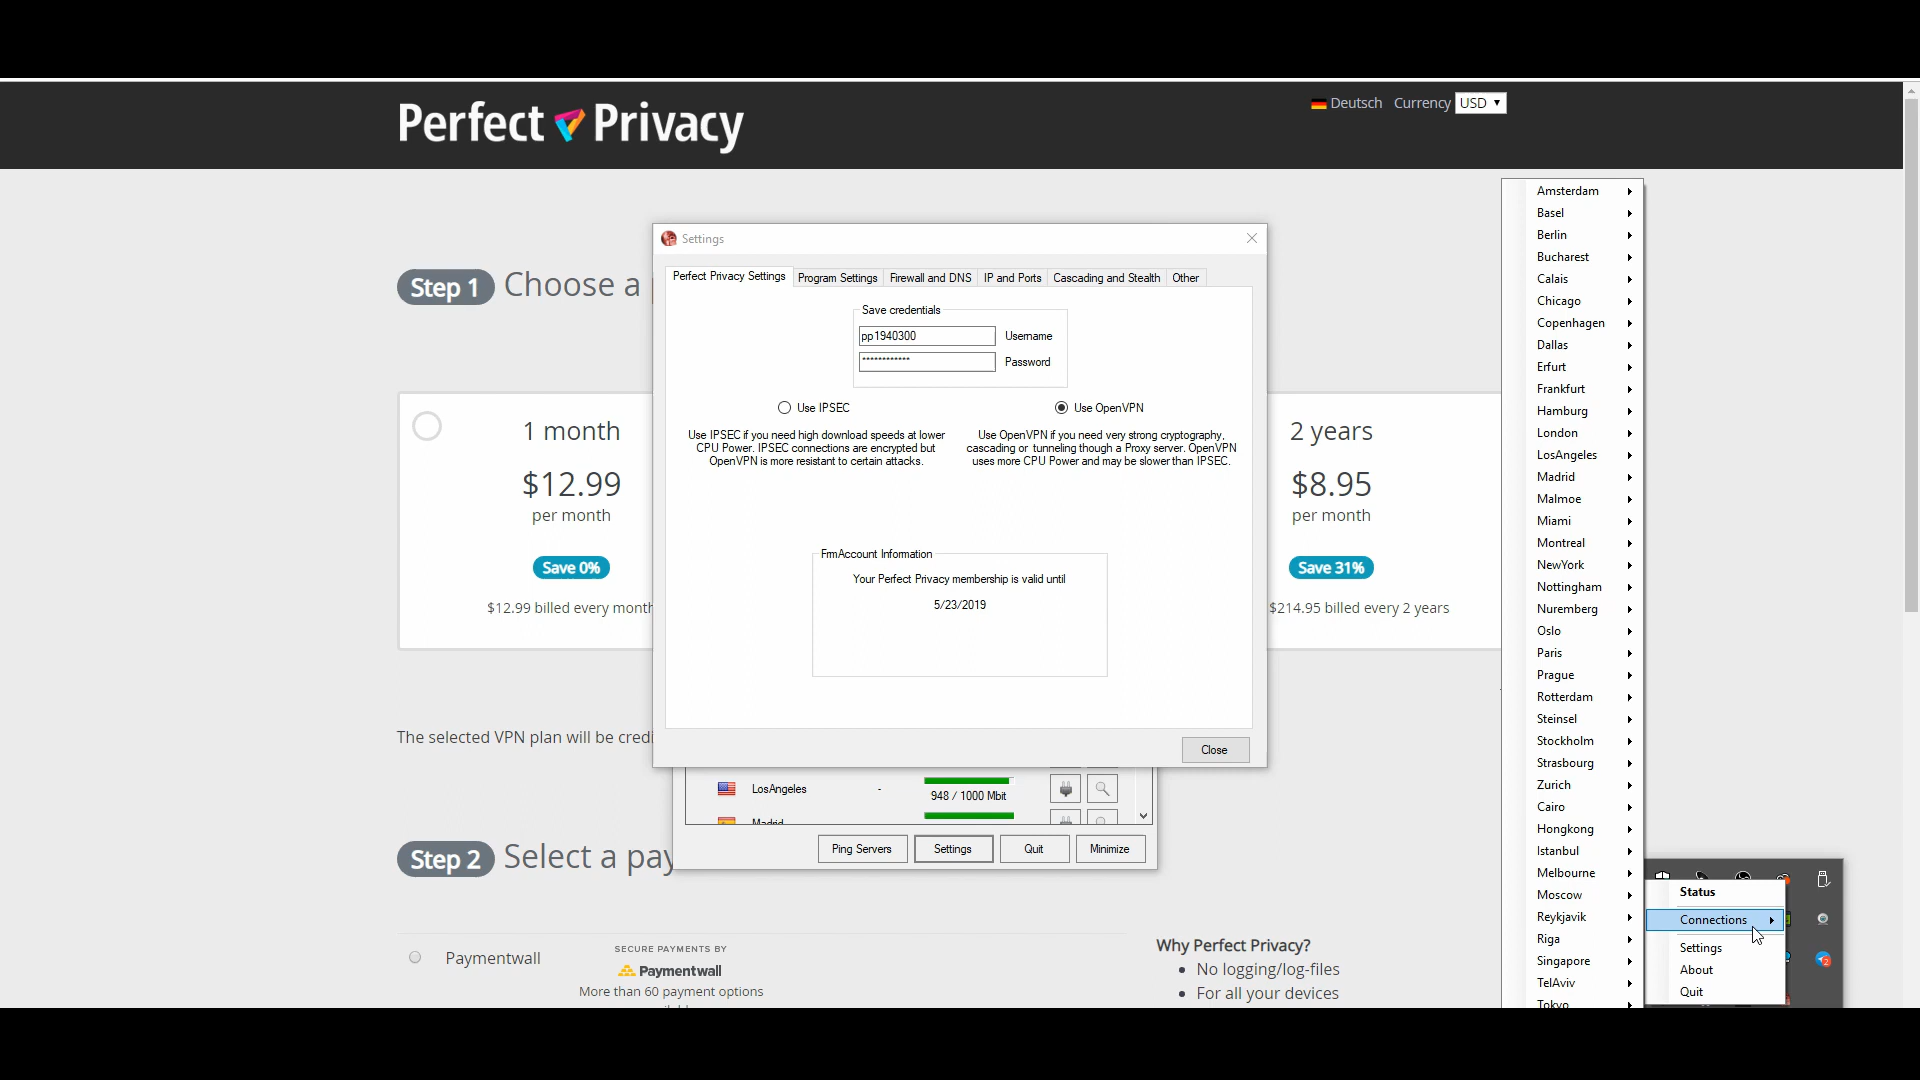 Perfect Privacy
Deutsch Currency USD
Step 1 Choose a
1 month
$12.99
per month
Save 0%
$12.99 billed every month
2 years
$8.95
per month
Save 31%
$214.95 billed every 2 years
The selected VPN plan will be
Step 2 Select a
Paymentwall
SECURE PAYMENTS BY
Paymentwall
More than 60 payment options
Why Perfect Privacy?
No logging/log-files
For all your devices
Settings
Perfect Privacy Settings Program Settings Firewall and DNS IP and Ports Cascading and Stealth Other
Save credentials
pp1940300 Username
************ Password
Use IPSEC
Use IPSEC if you need high download speeds at lower
CPU Power. IPSEC connections are encrypted but
OpenVPN is more resistant to certain attacks.
Use OpenVPN
Use OpenVPN if you need very strong cryptography,
cascading or tunneling though a Proxy server. OpenVPN
uses more CPU Power and may be slower than IPSEC.
FrmAccount Information
Your Perfect Privacy membership is valid until
5/23/2019
Close
LosAngeles - 948 / 1000 Mbit
Madrid
Ping Servers Settings Quit Minimize
Amsterdam
Basel
Berlin
Bucharest
Calais
Chicago
Copenhagen
Dallas
Erfurt
Frankfurt
Hamburg
London
LosAngeles
Madrid
Malmoe
Miami
Montreal
NewYork
Nottingham
Nuremberg
Oslo
Paris
Prague
Rotterdam
Steinsel
Stockholm
Strasbourg
Zurich
Cairo
Hongkong
Istanbul
Melbourne
Moscow
Reykjavik
Riga
Singapore
TelAviv
Tokyo
Status
Connections
Settings
About
Quit
2